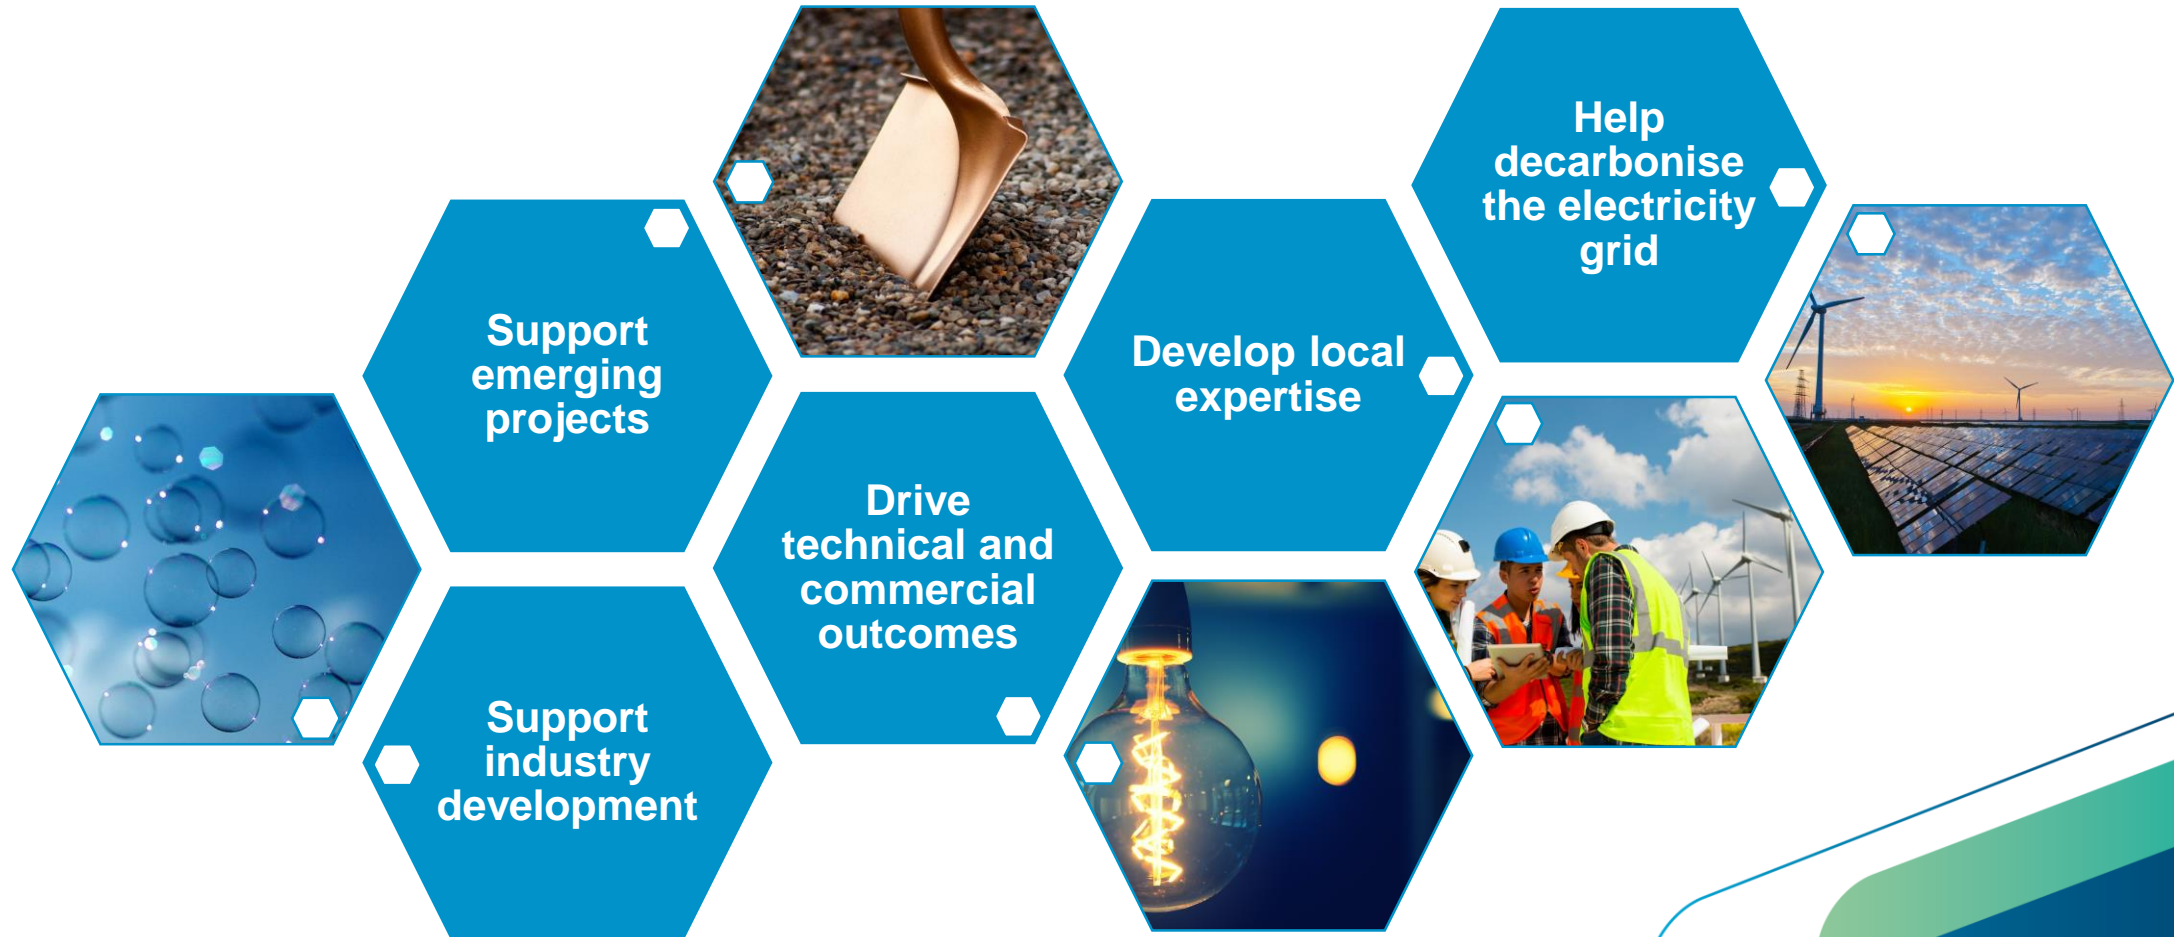 Support
emerging
projects
Support
industry
development
Drive
technical and
commercial
outcomes
Develop local
expertise
Help
decarbonise
the electricity
grid